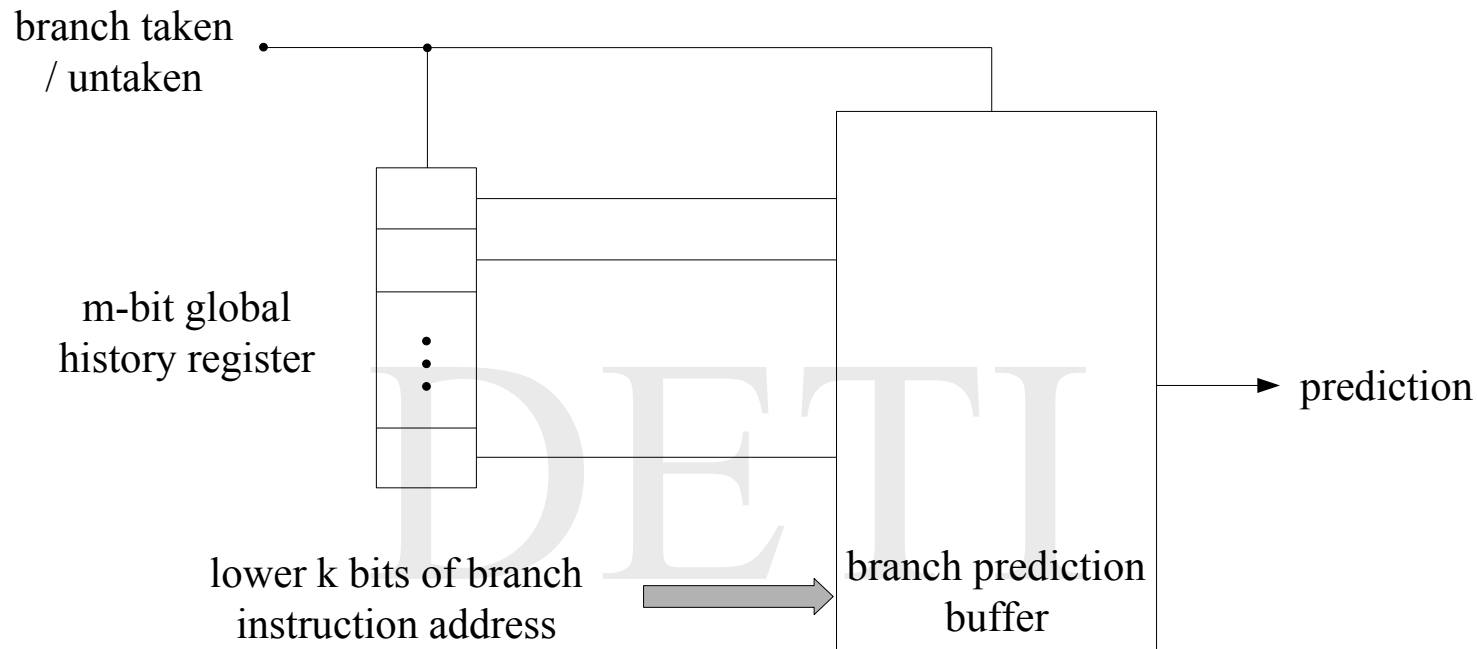 branch taken
/ untaken
m-bit global
history register
prediction
DETI
lower k bits of branch
instruction address
branch prediction
buffer